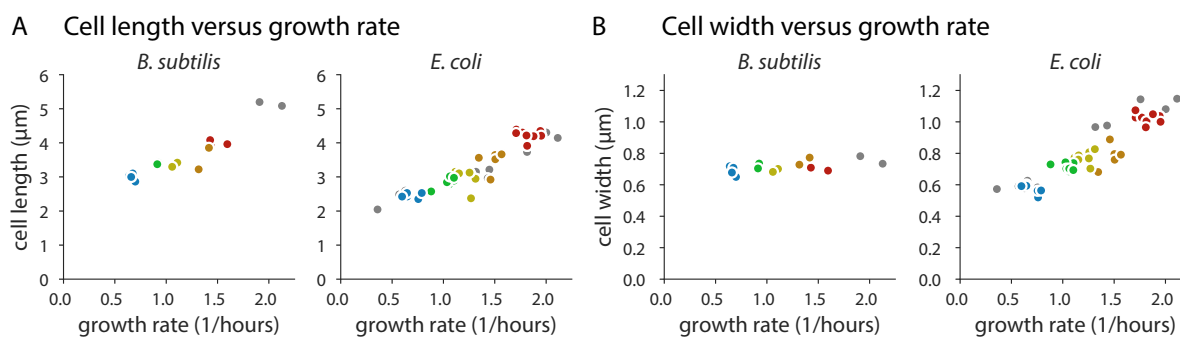 A Cell length versus growth rate
B. subtilis
E. coli
cell length (μm)
6
5
4
3
2
1
0
0.0 0.5 1.0 1.5 2.0
growth rate (1/hours)
6
5
4
3
2
1
0
0.0 0.5 1.0 1.5 2.0
growth rate (1/hours)
B Cell width versus growth rate
B. subtilis
E. coli
cell width (μm)
1.2
1.0
0.8
0.6
0.4
0.2
0.0
0.0 0.5 1.0 1.5 2.0
growth rate (1/hours)
1.2
1.0
0.8
0.6
0.4
0.2
0.0
0.0 0.5 1.0 1.5 2.0
growth rate (1/hours)